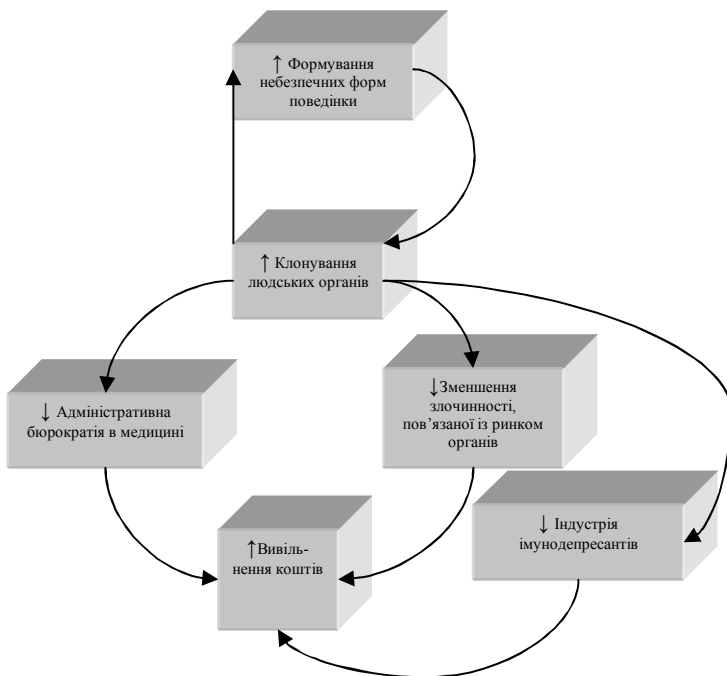 ↑ Формування
небезпечних форм
поведінки
↑ Клонування
людських органів
↓ Адміністративна
бюрократія в медицині
↓Зменшення
злочинності,
пов’язаної із ринком
органів
↑Вивіль-
нення коштів
↓ Індустрія
імунодепресантів